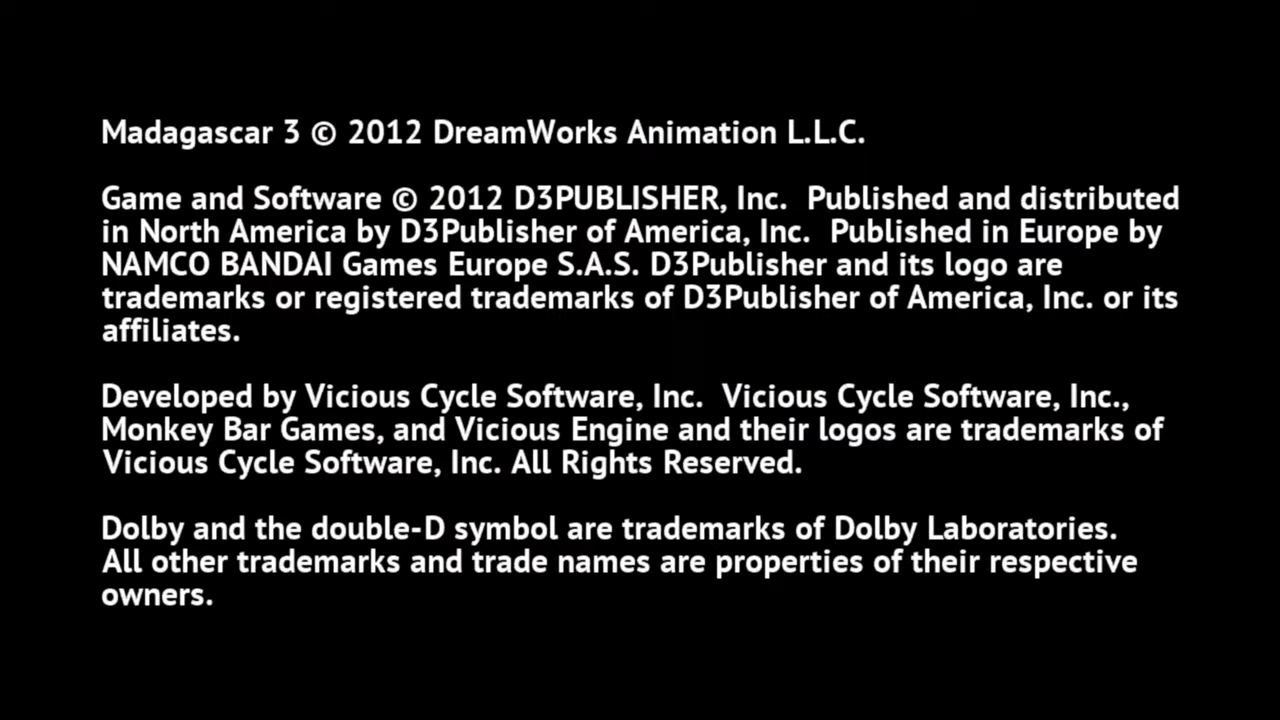 Madagascar 3 © 2012 DreamWorks Animation L.L.C.
Game and Software © 2012 D3PUBLISHER, Inc.  Published and distributed
in North America by D3Publisher of America, Inc.  Published in Europe by
NAMCO BANDAI Games Europe S.A.S. D3Publisher and its logo are
trademarks or registered trademarks of D3Publisher of America, Inc. or its
affiliates.
Developed by Vicious Cycle Software, Inc.  Vicious Cycle Software, Inc.,
Monkey Bar Games, and Vicious Engine and their logos are trademarks of
Vicious Cycle Software, Inc. All Rights Reserved.
Dolby and the double-D symbol are trademarks of Dolby Laboratories.
All other trademarks and trade names are properties of their respective
owners.